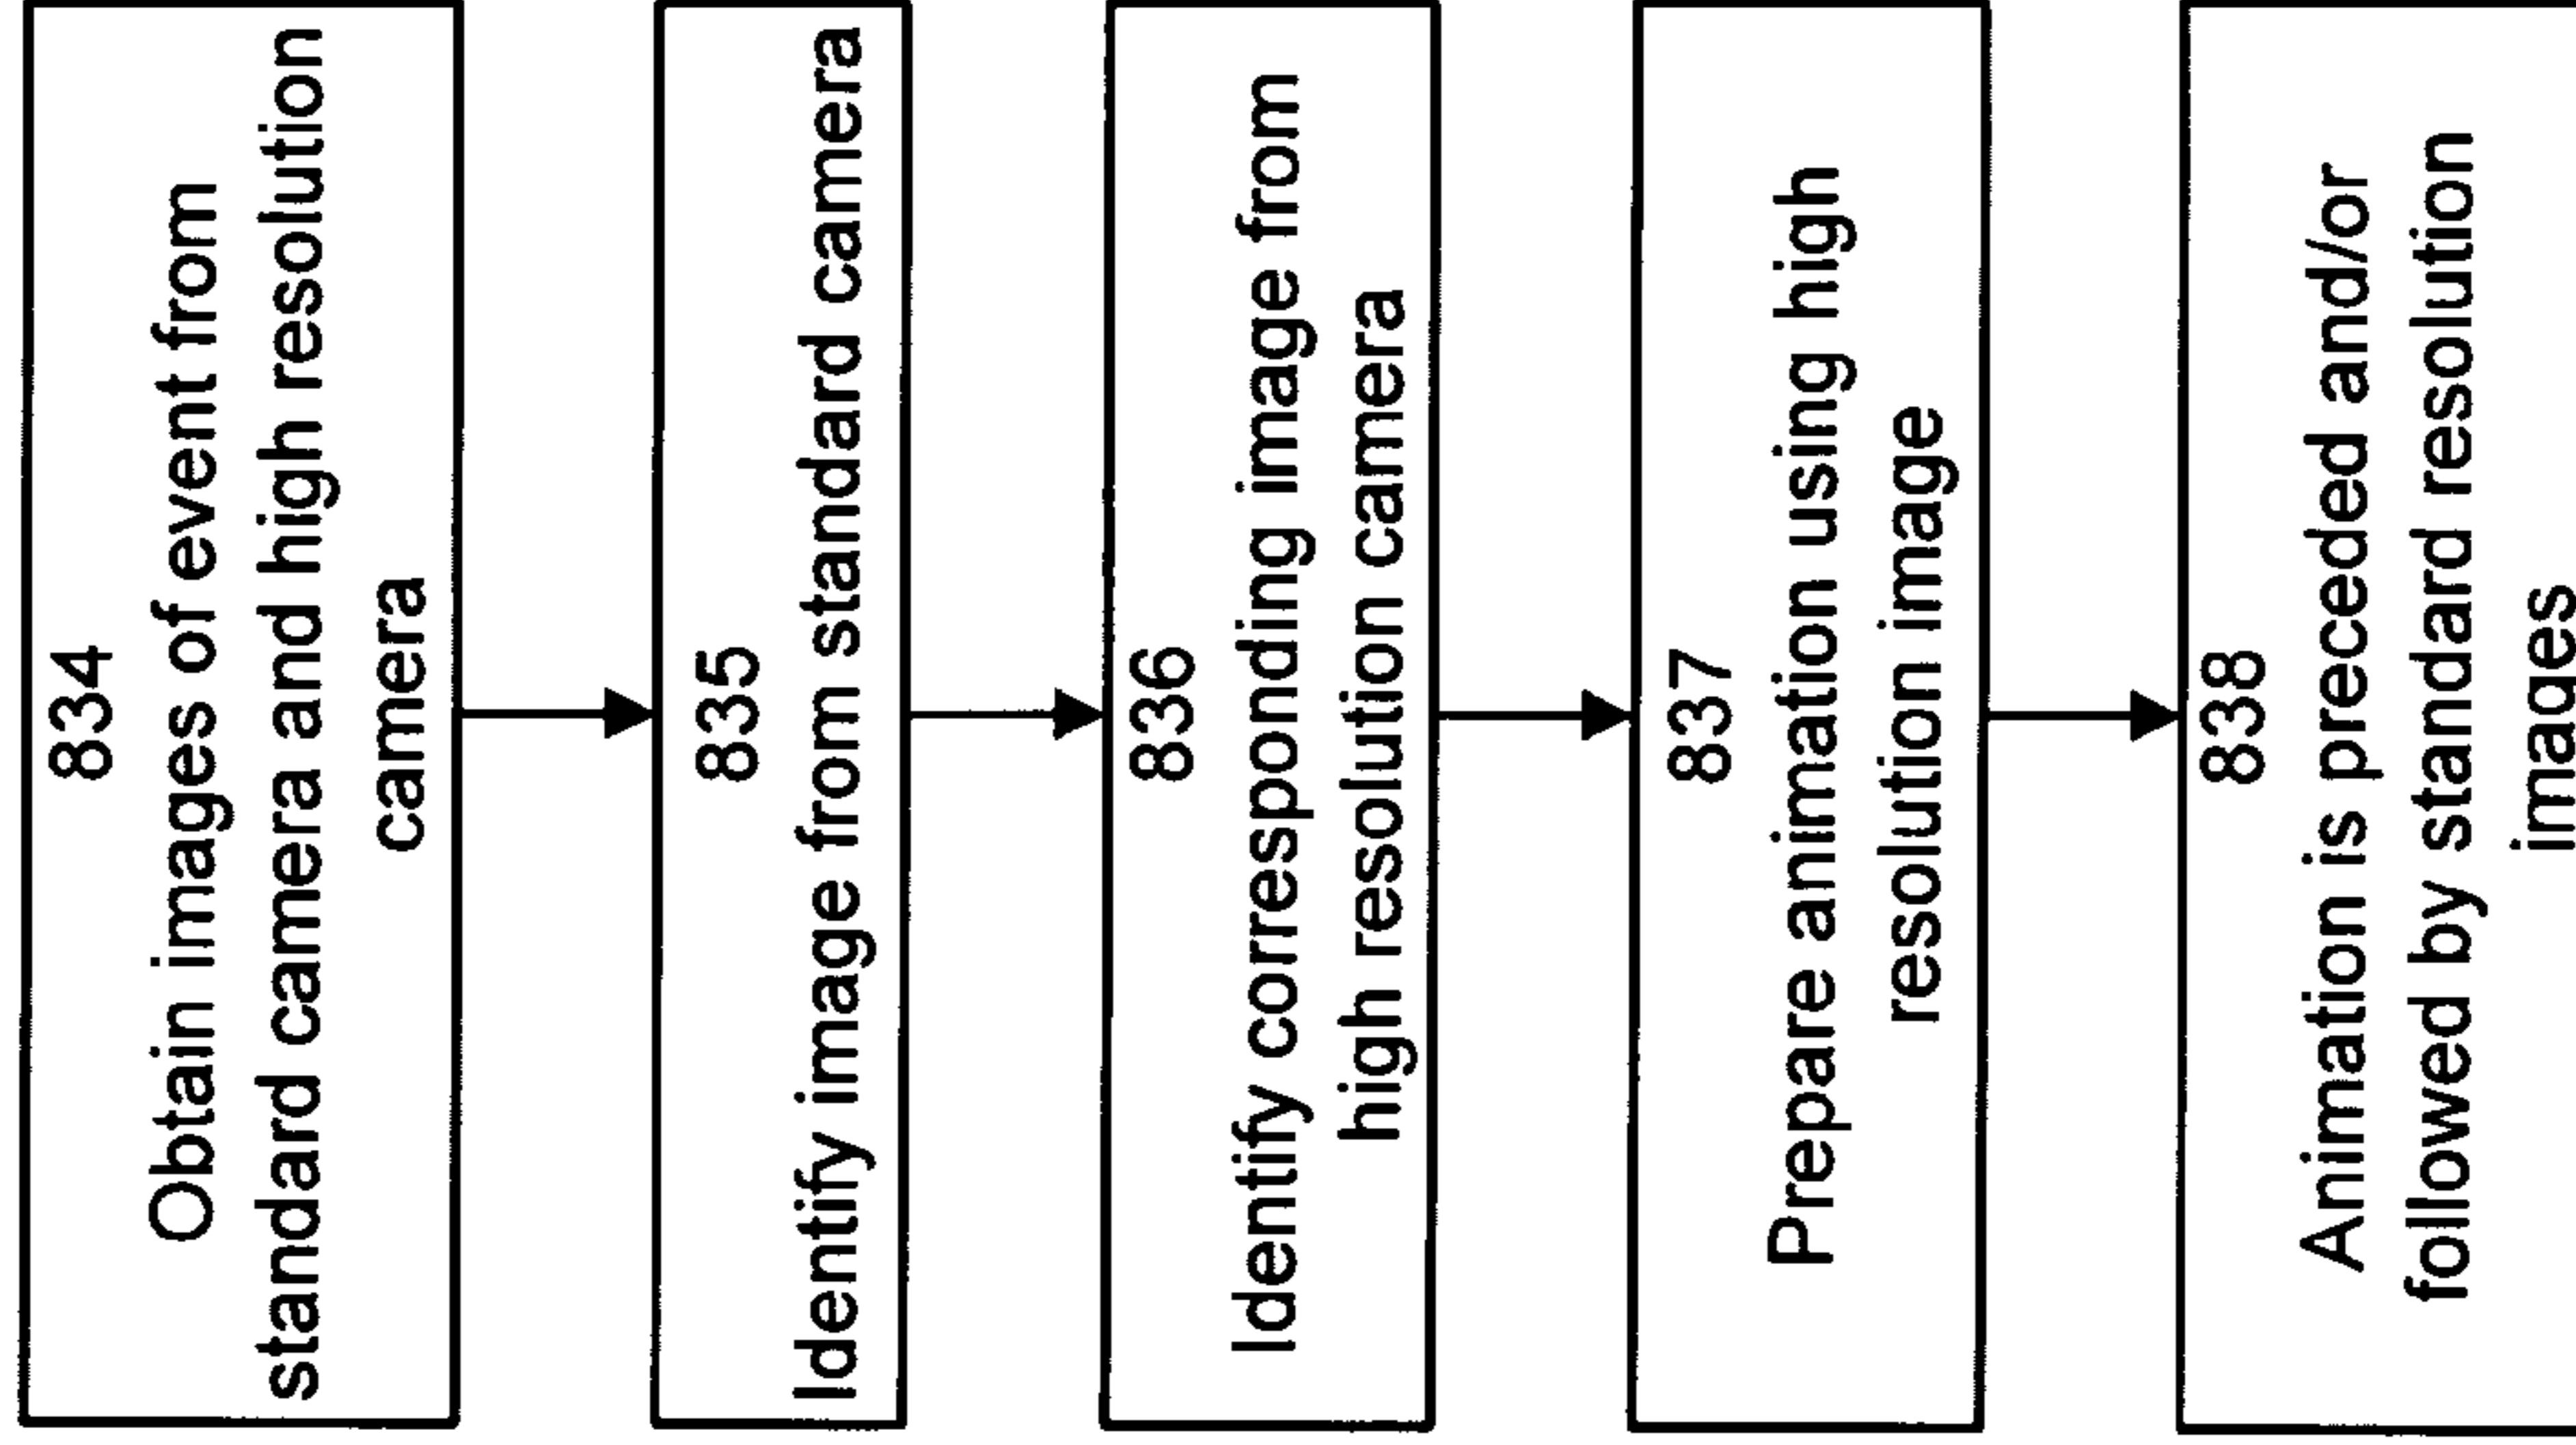 834
Obtain images of event from
standard camera and high resolution
camera
835
Identify image from standard camera
836
Identify corresponding image from
high resolution camera
837
Prepare animation using high
resolution image
838
Animation is preceded and/or
followed by standard resolution
images